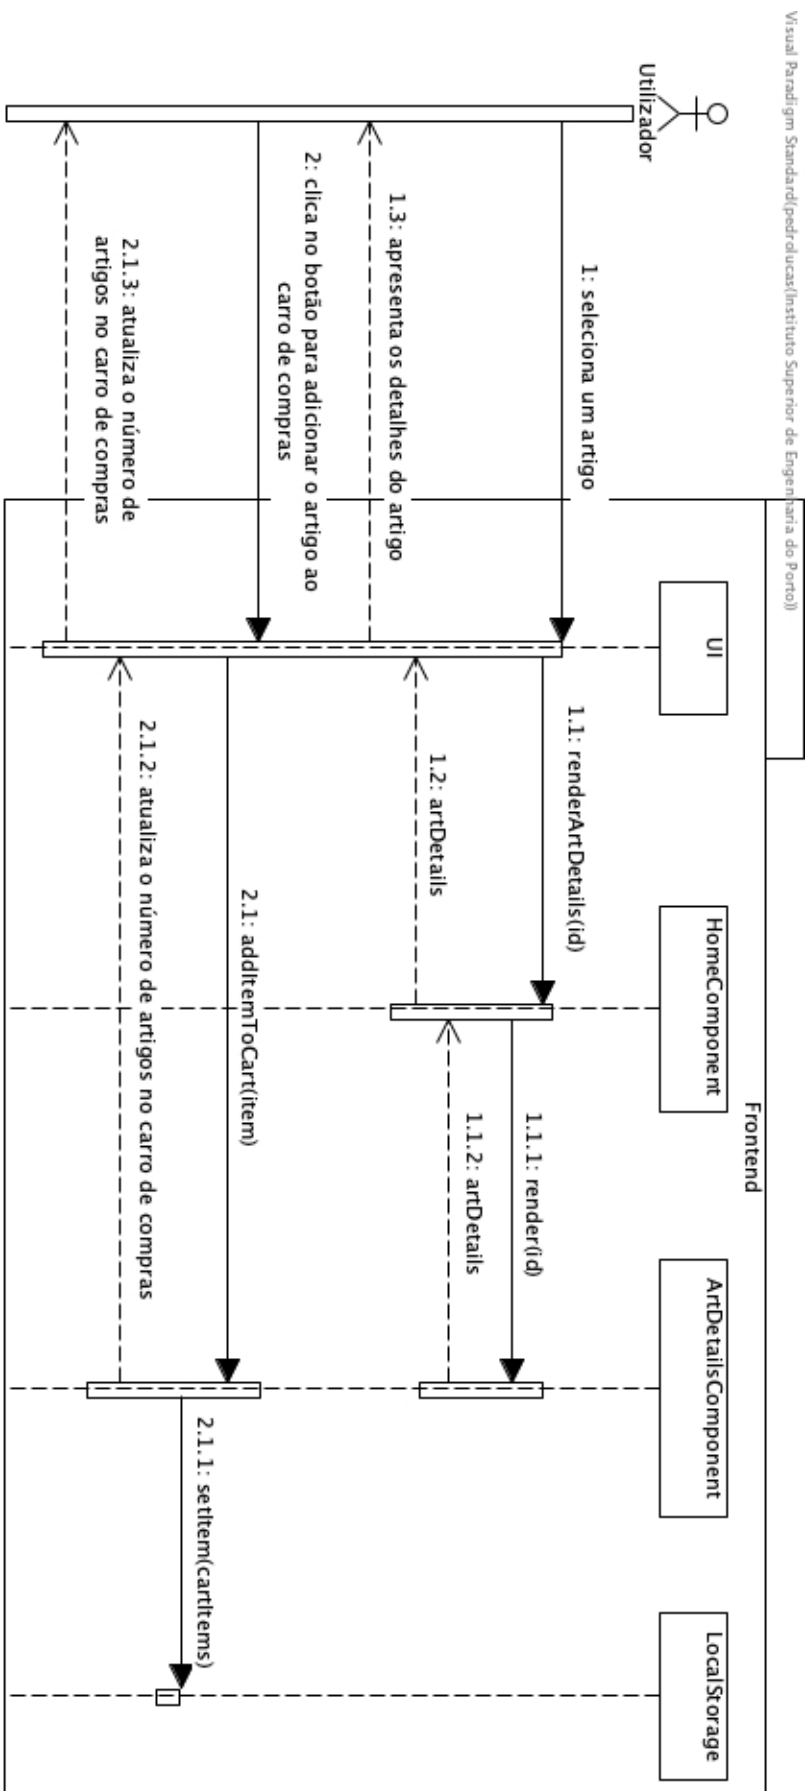 Visual Paradigm Standard(pedrolucas(Instituto Superior de Engenharia do Porto))
Frontend
Utilizador
UI
HomeComponent
ArtDetailsComponent
LocalStorage
1: seleciona um artigo
1.1: renderArtDetails(id)
1.1.1: render(id)
1.1.2: artDetails
1.2: artDetails
1.3: apresenta os detalhes do artigo
2: clica no botão para adicionar o artigo ao
carro de compras
2.1: addItemToCart(item)
2.1.1: setItem(cartItems)
2.1.2: atualiza o número de artigos no carro de compras
2.1.3: atualiza o número de
artigos no carro de compras